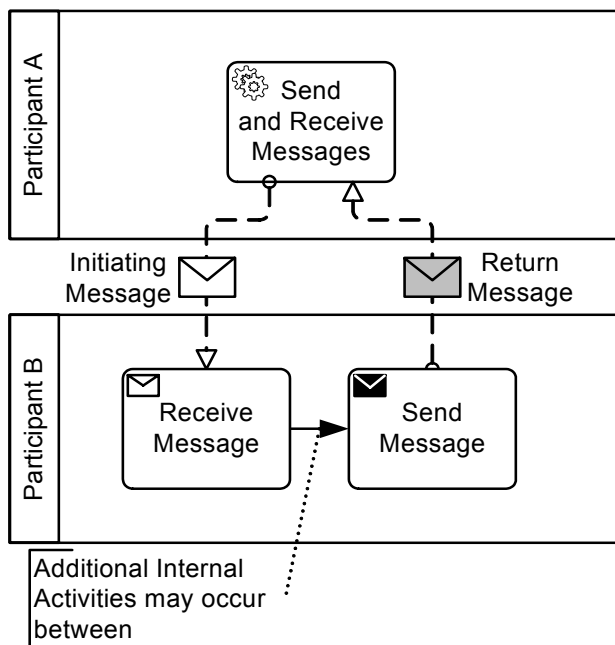 Participant A
Send
and Receive
Messages
Initiating
Message
Return
Message
Participant B
Receive
Message
Send
Message
Additional Internal
Activities may occur
between